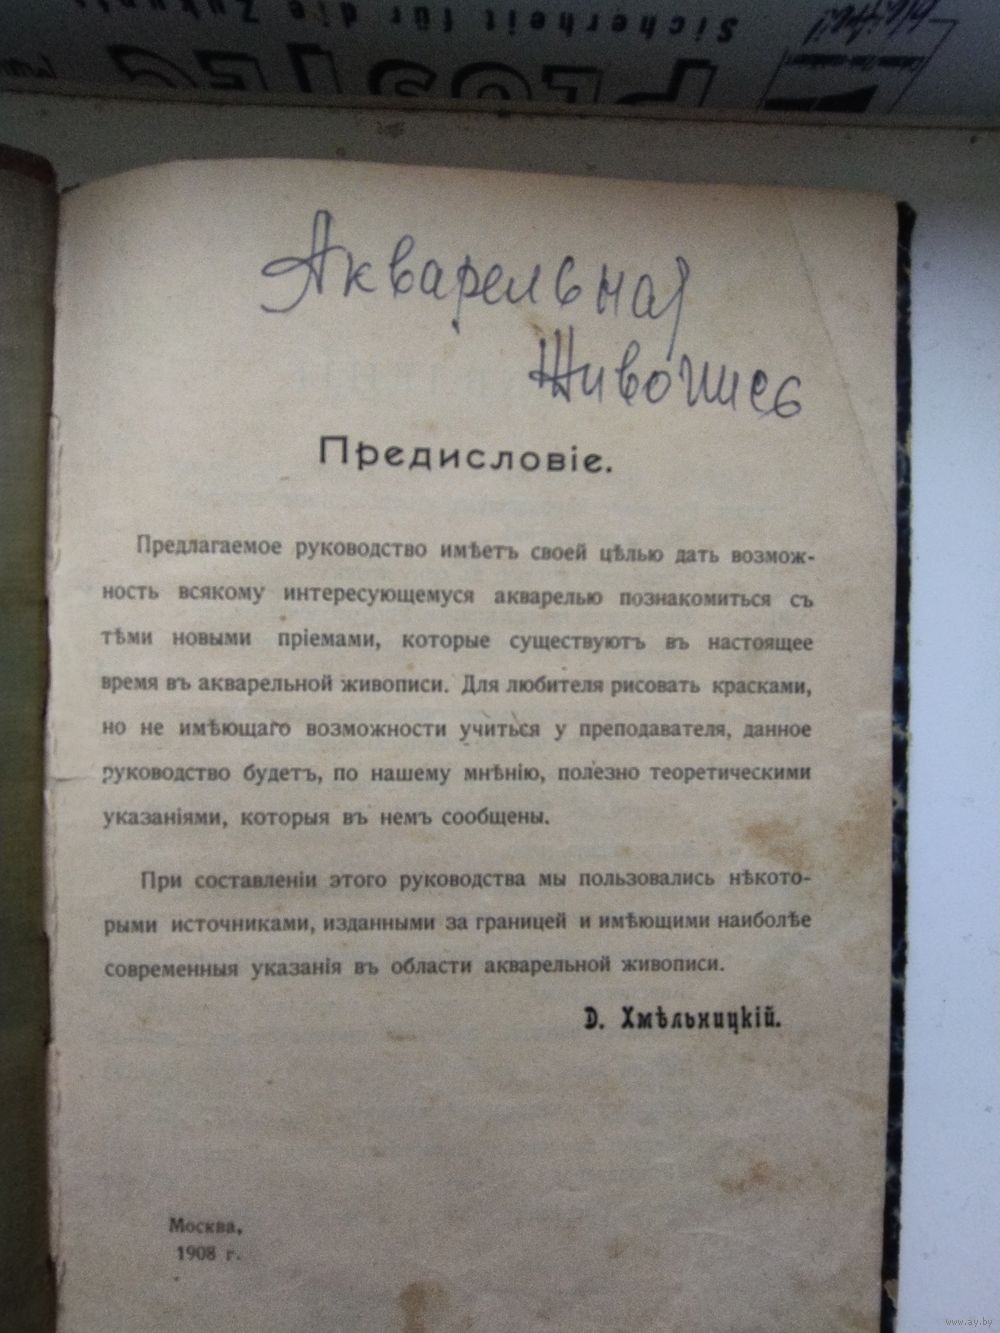 Sicherheit für die Zukunft
Акварельная
Живопись
Предисловіе.
Предлагаемое руководство имѣетъ своей цѣлью дать возмож-
ность всякому интересующемуся акварелью познакомиться съ
тѣми новыми пріемами, которые существуютъ въ настоящее
время въ акварельной живописи. Для любителя рисовать красками,
но не имѣющаго возможности учиться у преподавателя, данное
руководство будетъ, по нашему мнѣнію, полезно теоретическими
указаніями, которыя въ немъ сообщены.
При составленіи этого руководства мы пользовались нѣкото-
рыми источниками, изданными за границей и имѣющими наиболѣе
современныя указанія въ области акварельной живописи.
D. Хмѣльницкій.
Москва,
1908 г.
www.ay.by